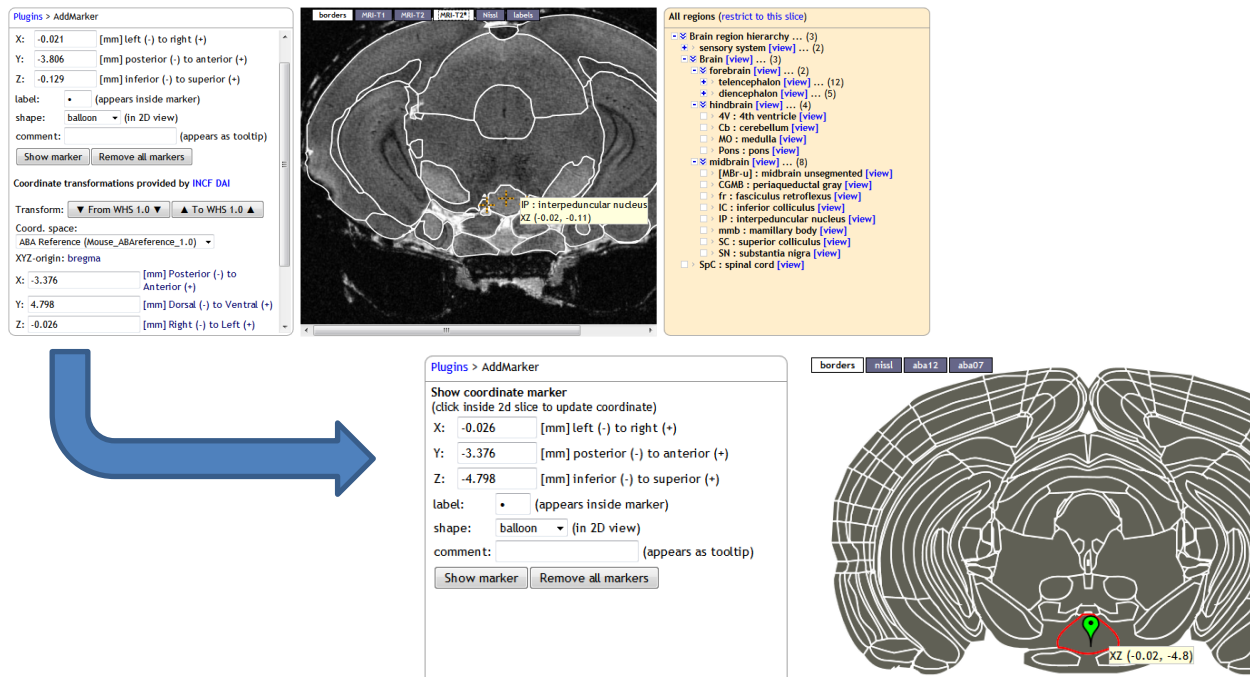 Plugins > AddMarker
X: -0.021 [mm] left (-) to right (+)
Y: -3.806 [mm] posterior (-) to anterior (+)
Z: -0.129 [mm] inferior (-) to superior (+)
label: • (appears inside marker)
shape: balloon (in 2D view)
comment: (appears as tooltip)
Show marker Remove all markers
Coordinate transformations provided by INCF DAI
Transform: ▼ From WHS 1.0 ▼ ▲ To WHS 1.0 ▲
Coord. space:
ABA Reference (Mouse_ABAreference_1.0)
XYZ-origin: bregma
X: -3.376 [mm] Posterior (-) to
Anterior (+)
Y: 4.798 [mm] Dorsal (-) to Ventral (+)
Z: -0.026 [mm] Right (-) to Left (+)
borders MRI-T1 MRI-T2 MRI-T2* Nissl labels
IP : interpeduncular nucleus
XZ (-0.02, -0.11)
All regions (restrict to this slice)
Brain region hierarchy ... (3)
sensory system [view] ... (2)
Brain [view] ... (3)
forebrain [view] ... (2)
telencephalon [view] ... (12)
diencephalon [view] ... (5)
hindbrain [view] ... (4)
4V : 4th ventricle [view]
Cb : cerebellum [view]
MO : medulla [view]
Pons : pons [view]
midbrain [view] ... (8)
[MBr-u] : midbrain unsegmented [view]
CGMB : periaqueductal gray [view]
fr : fasciculus retroflexus [view]
IC : inferior colliculus [view]
IP : interpeduncular nucleus [view]
mmb : mamillary body [view]
SC : superior colliculus [view]
SN : substantia nigra [view]
SpC : spinal cord [view]
Plugins > AddMarker
Show coordinate marker
(click inside 2d slice to update coordinate)
X: -0.026 [mm] left (-) to right (+)
Y: -3.376 [mm] posterior (-) to anterior (+)
Z: -4.798 [mm] inferior (-) to superior (+)
label: • (appears inside marker)
shape: balloon (in 2D view)
comment: (appears as tooltip)
Show marker Remove all markers
borders nissl aba12 aba07
XZ (-0.02, -4.8)